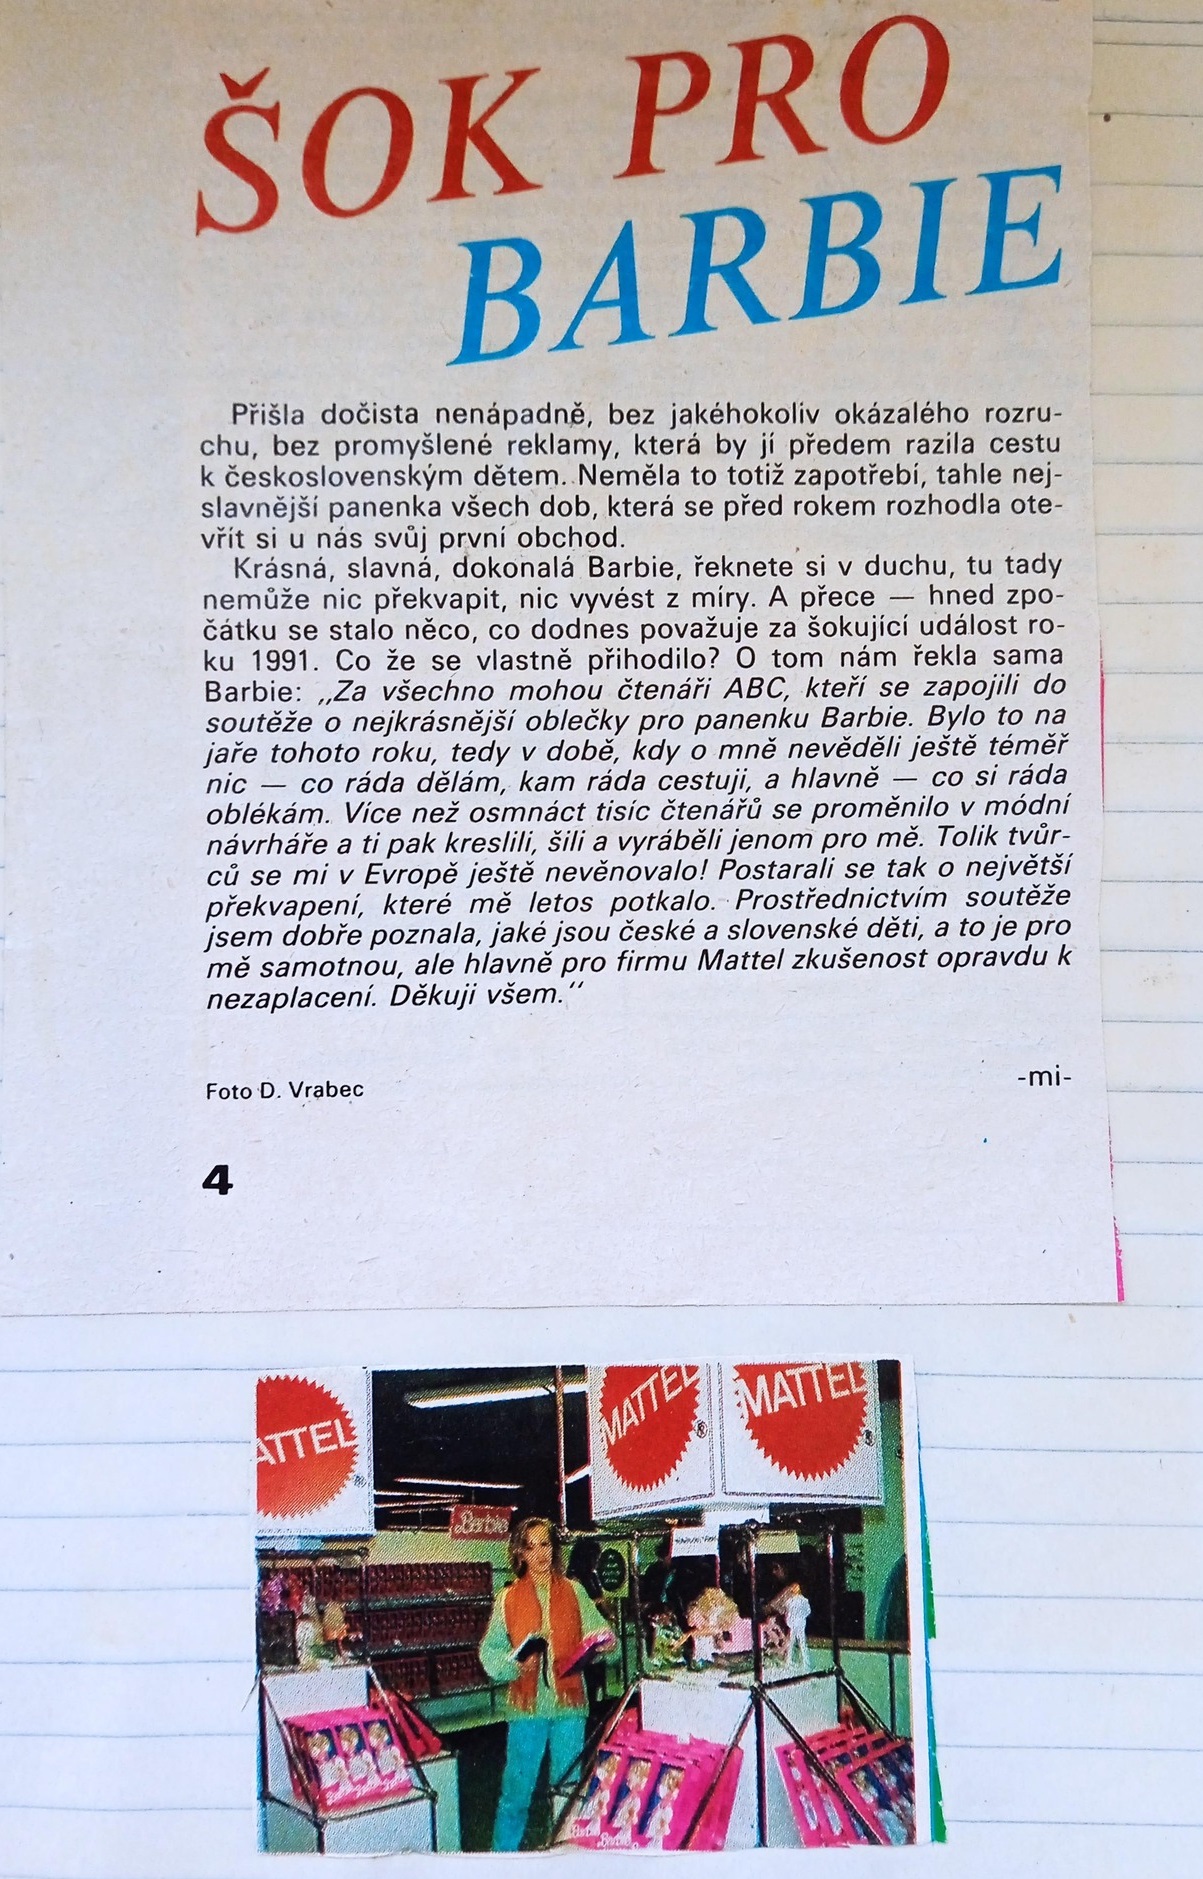 ŠOK PRO
BARBIE
Přišla dočista nenápadně, bez jakéhokoliv okázalého rozru-
chu, bez promyšlené reklamy, která by jí předem razila cestu
k československým dětem. Neměla to totiž zapotřebí, tahle nej-
slavnější panenka všech dob, která se před rokem rozhodla ote-
vřít si u nás svůj první obchod.
Krásná, slavná, dokonalá Barbie, řeknete si v duchu, tu tady
nemůže nic překvapit, nic vyvést z míry. A přece — hned zpo-
čátku se stalo něco, co dodnes považuje za šokující událost ro-
ku 1991. Co že se vlastně přihodilo? O tom nám řekla sama
Barbie: „Za všechno mohou čtenáři ABC, kteří se zapojili do
soutěže o nejkrásnější oblečky pro panenku Barbie. Bylo to na
jaře tohoto roku, tedy v době, kdy o mně nevěděli ještě téměř
nic — co ráda dělám, kam ráda cestuji, a hlavně — co si ráda
oblékám. Více než osmnáct tisíc čtenářů se proměnilo v módní
návrháře a ti pak kreslili, šili a vyráběli jenom pro mě. Tolik tvůr-
ců se mi v Evropě ještě nevěnovalo! Postarali se tak o největší
překvapení, které mě letos potkalo. Prostřednictvím soutěže
jsem dobře poznala, jaké jsou české a slovenské děti, a to je pro
mě samotnou, ale hlavně pro firmu Mattel zkušenost opravdu k
nezaplacení. Děkuji všem."
-mi-
Foto D. Vrabec
4
ATTEL ®
MATTEL ®
MATTEL ®
Barbie
Barbie
Barbie